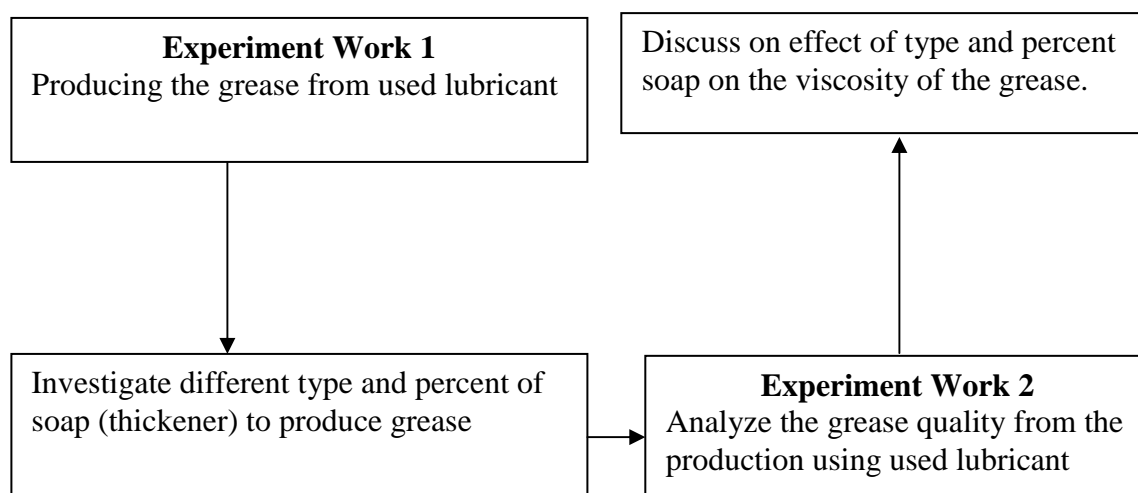 Experiment Work 1
Producing the grease from used lubricant
Investigate different type and percent of
soap (thickener) to produce grease
Experiment Work 2
Analyze the grease quality from the
production using used lubricant
Discuss on effect of type and percent
soap on the viscosity of the grease.